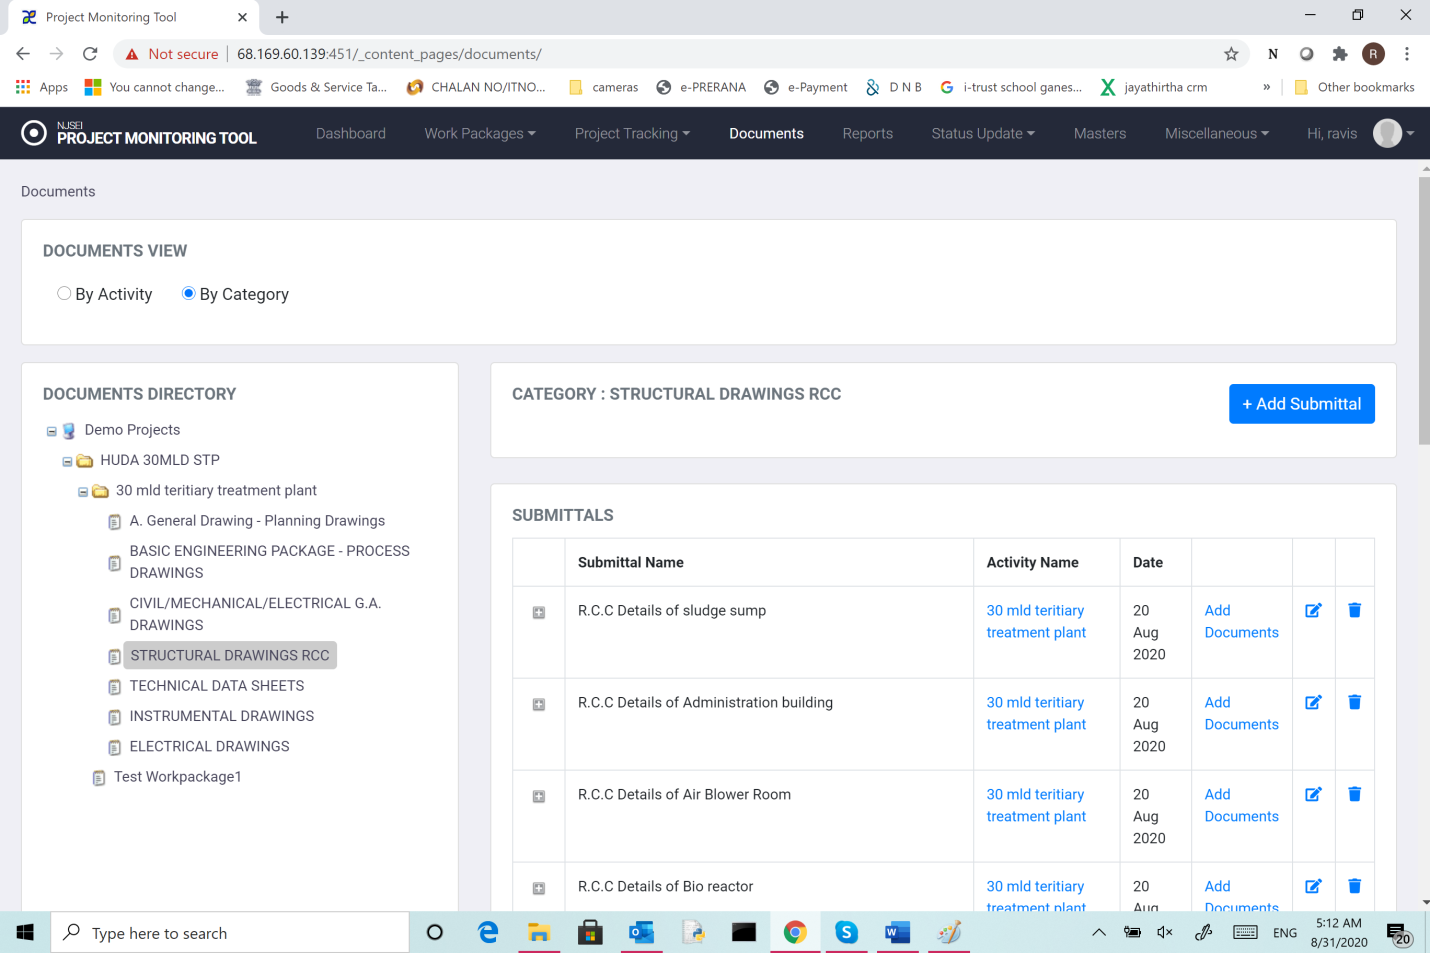 Project Monitoring Tool
Not secure | 68.169.60.139:451/_content_pages/documents/
N
R
Apps
You cannot change...
Goods & Service Ta...
CHALAN NO/ITNO...
cameras
e-PRERANA
e-Payment
D N B
i-trust school ganes...
jayathirtha crm
»
Other bookmarks
NJSEI
PROJECT MONITORING TOOL
Dashboard
Work Packages
Project Tracking
Documents
Reports
Status Update
Masters
Miscellaneous
Hi, ravis
Documents
DOCUMENTS VIEW
By Activity
By Category
DOCUMENTS DIRECTORY
Demo Projects
HUDA 30MLD STP
30 mld teritiary treatment plant
A. General Drawing - Planning Drawings
BASIC ENGINEERING PACKAGE - PROCESS
DRAWINGS
CIVIL/MECHANICAL/ELECTRICAL G.A.
DRAWINGS
STRUCTURAL DRAWINGS RCC
TECHNICAL DATA SHEETS
INSTRUMENTAL DRAWINGS
ELECTRICAL DRAWINGS
Test Workpackage1
CATEGORY : STRUCTURAL DRAWINGS RCC
+ Add Submittal
SUBMITTALS
Submittal Name
Activity Name
Date
R.C.C Details of sludge sump
30 mld teritiary
treatment plant
20
Aug
2020
Add
Documents
R.C.C Details of Administration building
30 mld teritiary
treatment plant
20
Aug
2020
Add
Documents
R.C.C Details of Air Blower Room
30 mld teritiary
treatment plant
20
Aug
2020
Add
Documents
R.C.C Details of Bio reactor
30 mld teritiary
treatment plant
20
Aug
Add
Documents
Type here to search
ENG
5:12 AM
8/31/2020
20